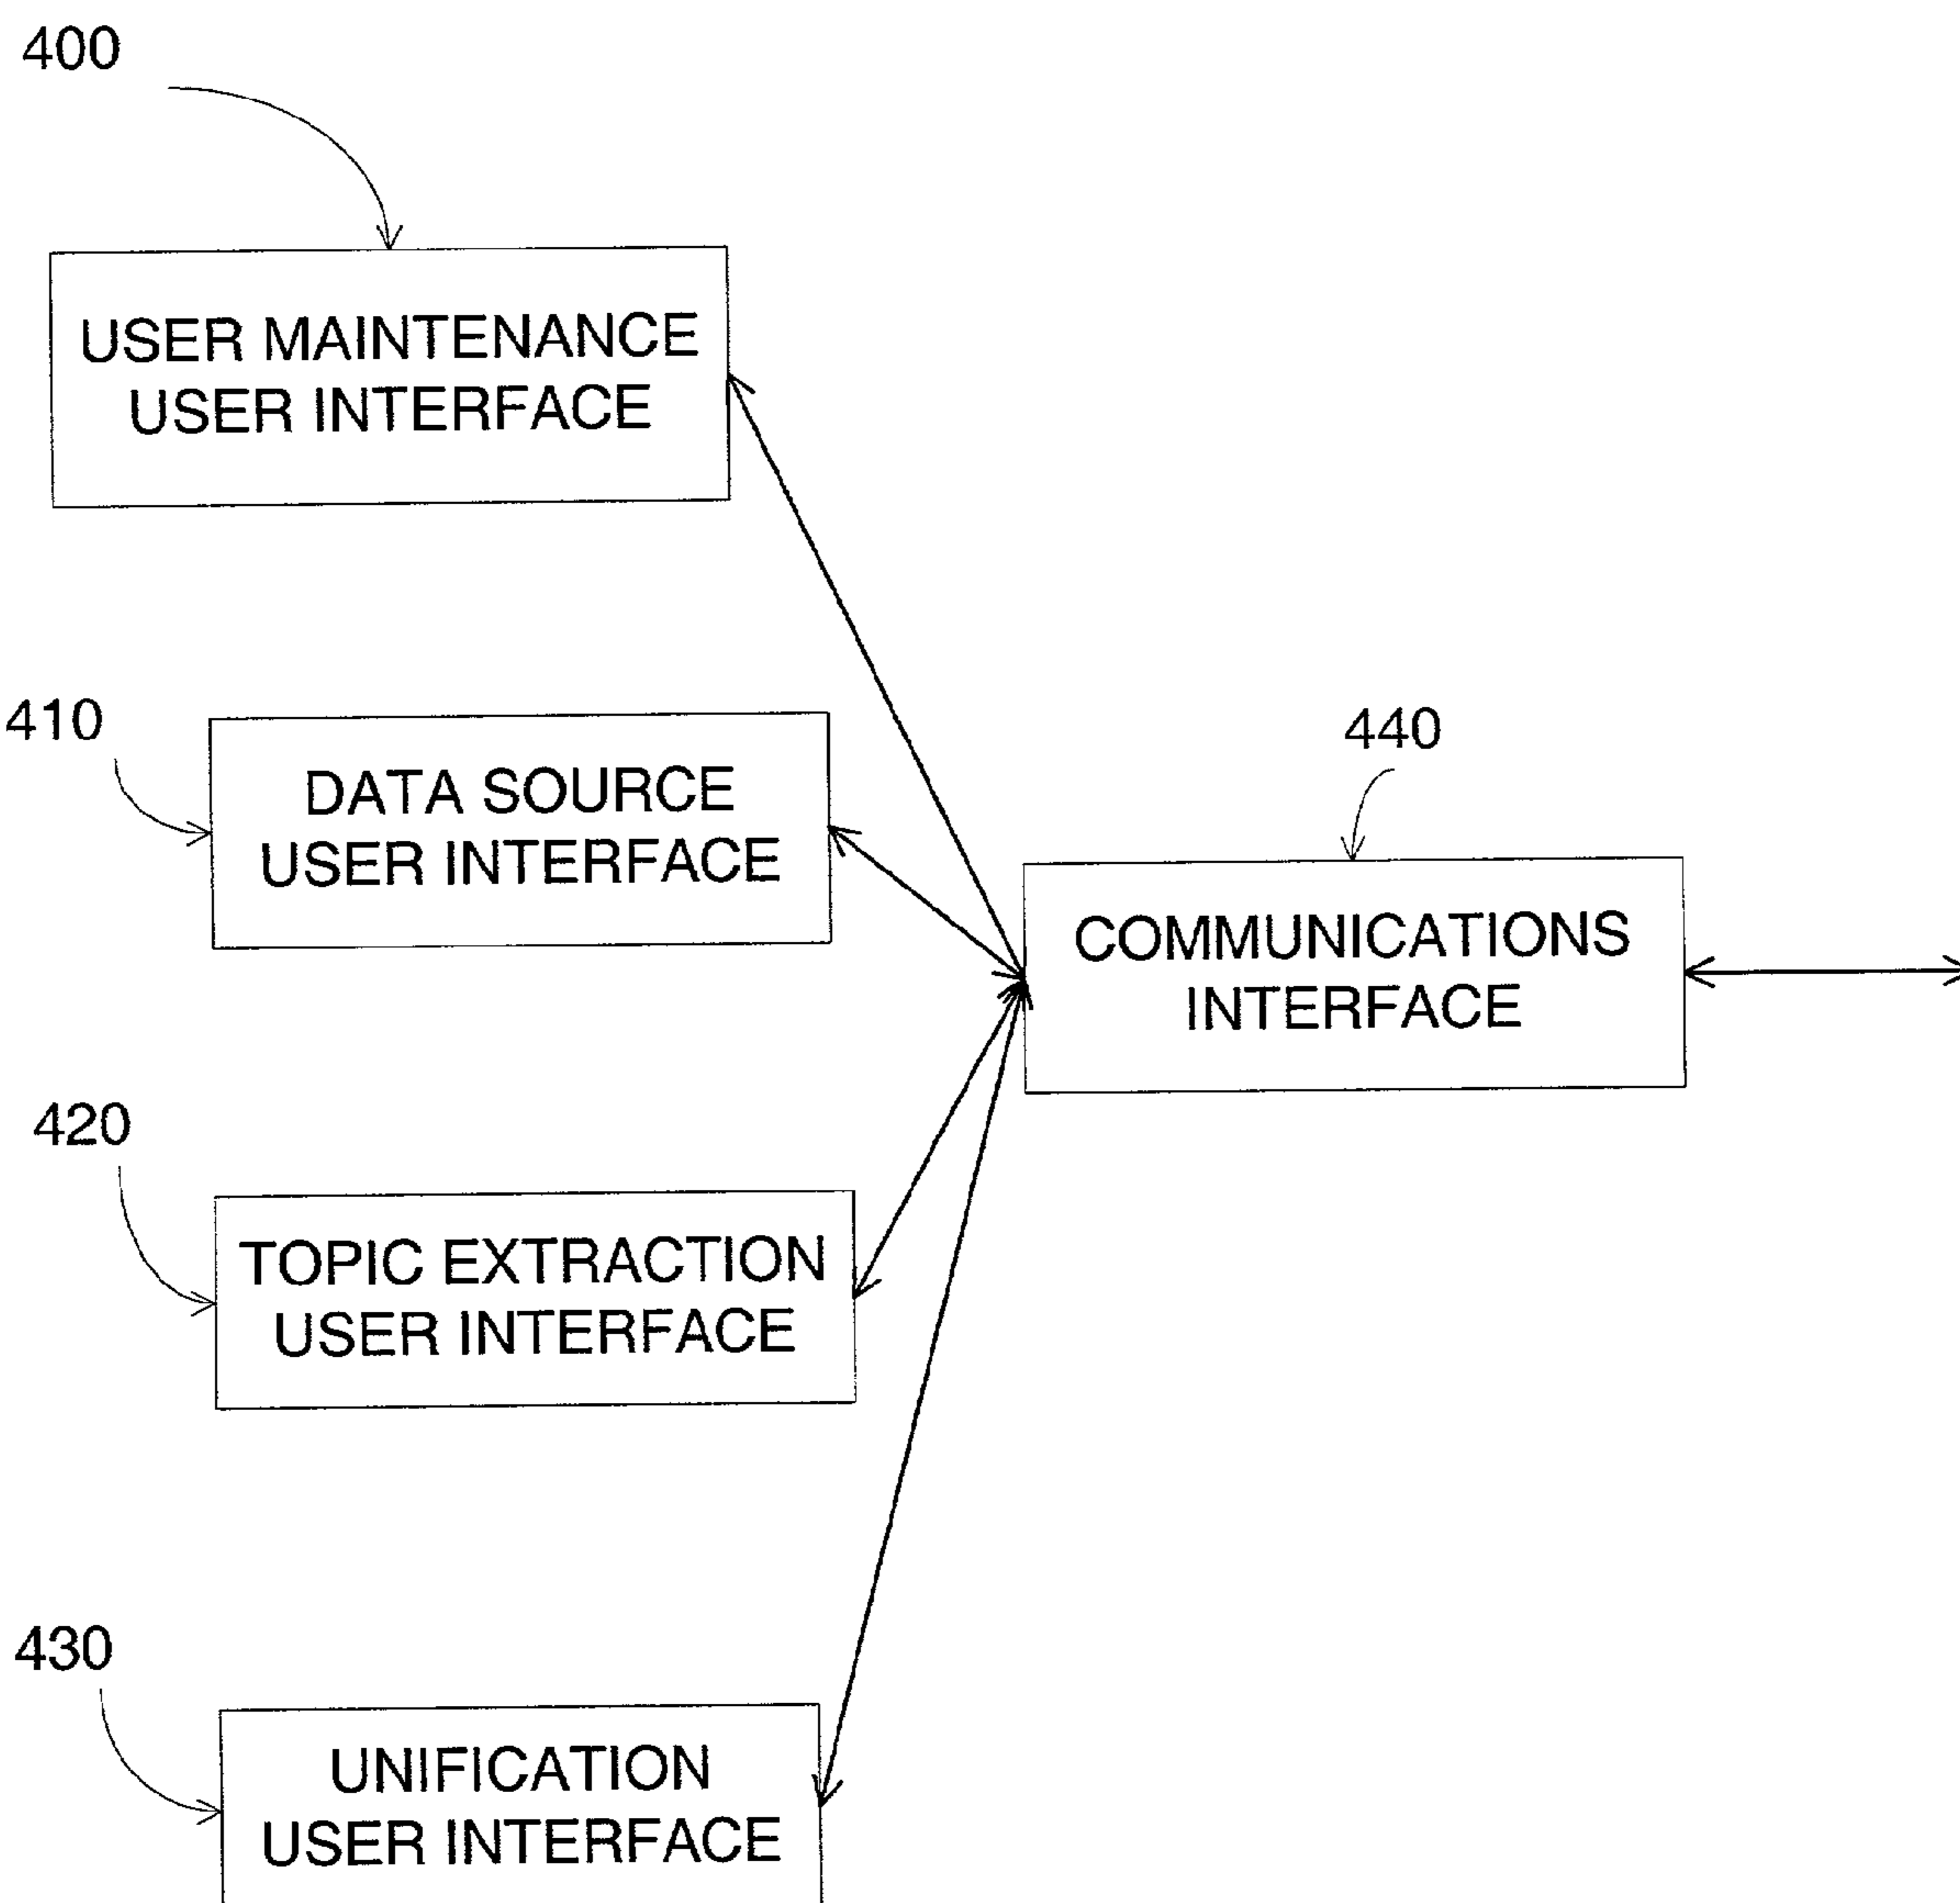 400
USER MAINTENANCE
USER INTERFACE
410
DATA SOURCE
USER INTERFACE
440
COMMUNICATIONS
INTERFACE
420
TOPIC EXTRACTION
USER INTERFACE
430
UNIFICATION
USER INTERFACE